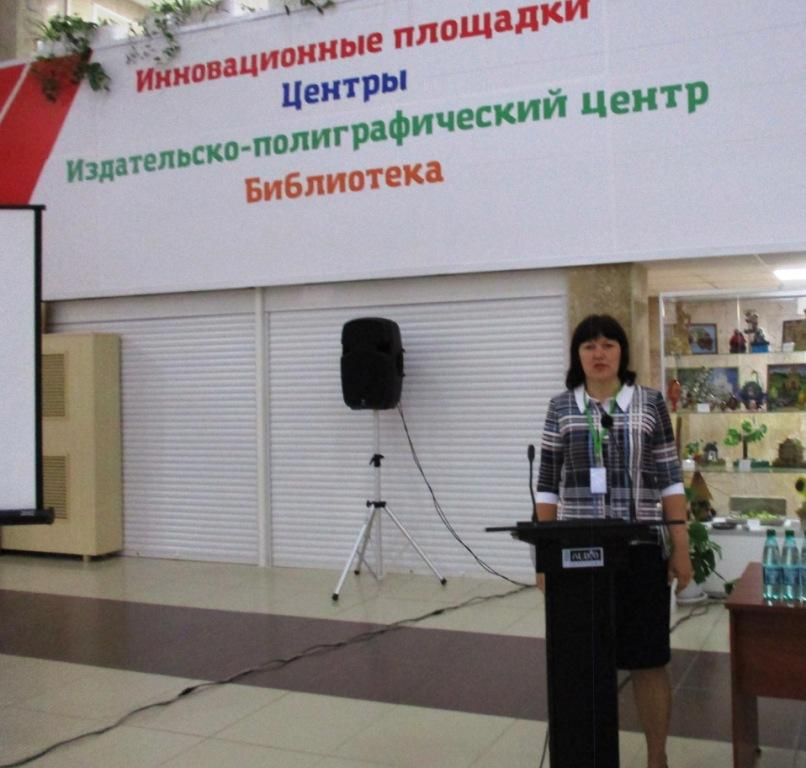 Инновационные площадки
Центры
Издательско-полиграфический центр
Библиотека